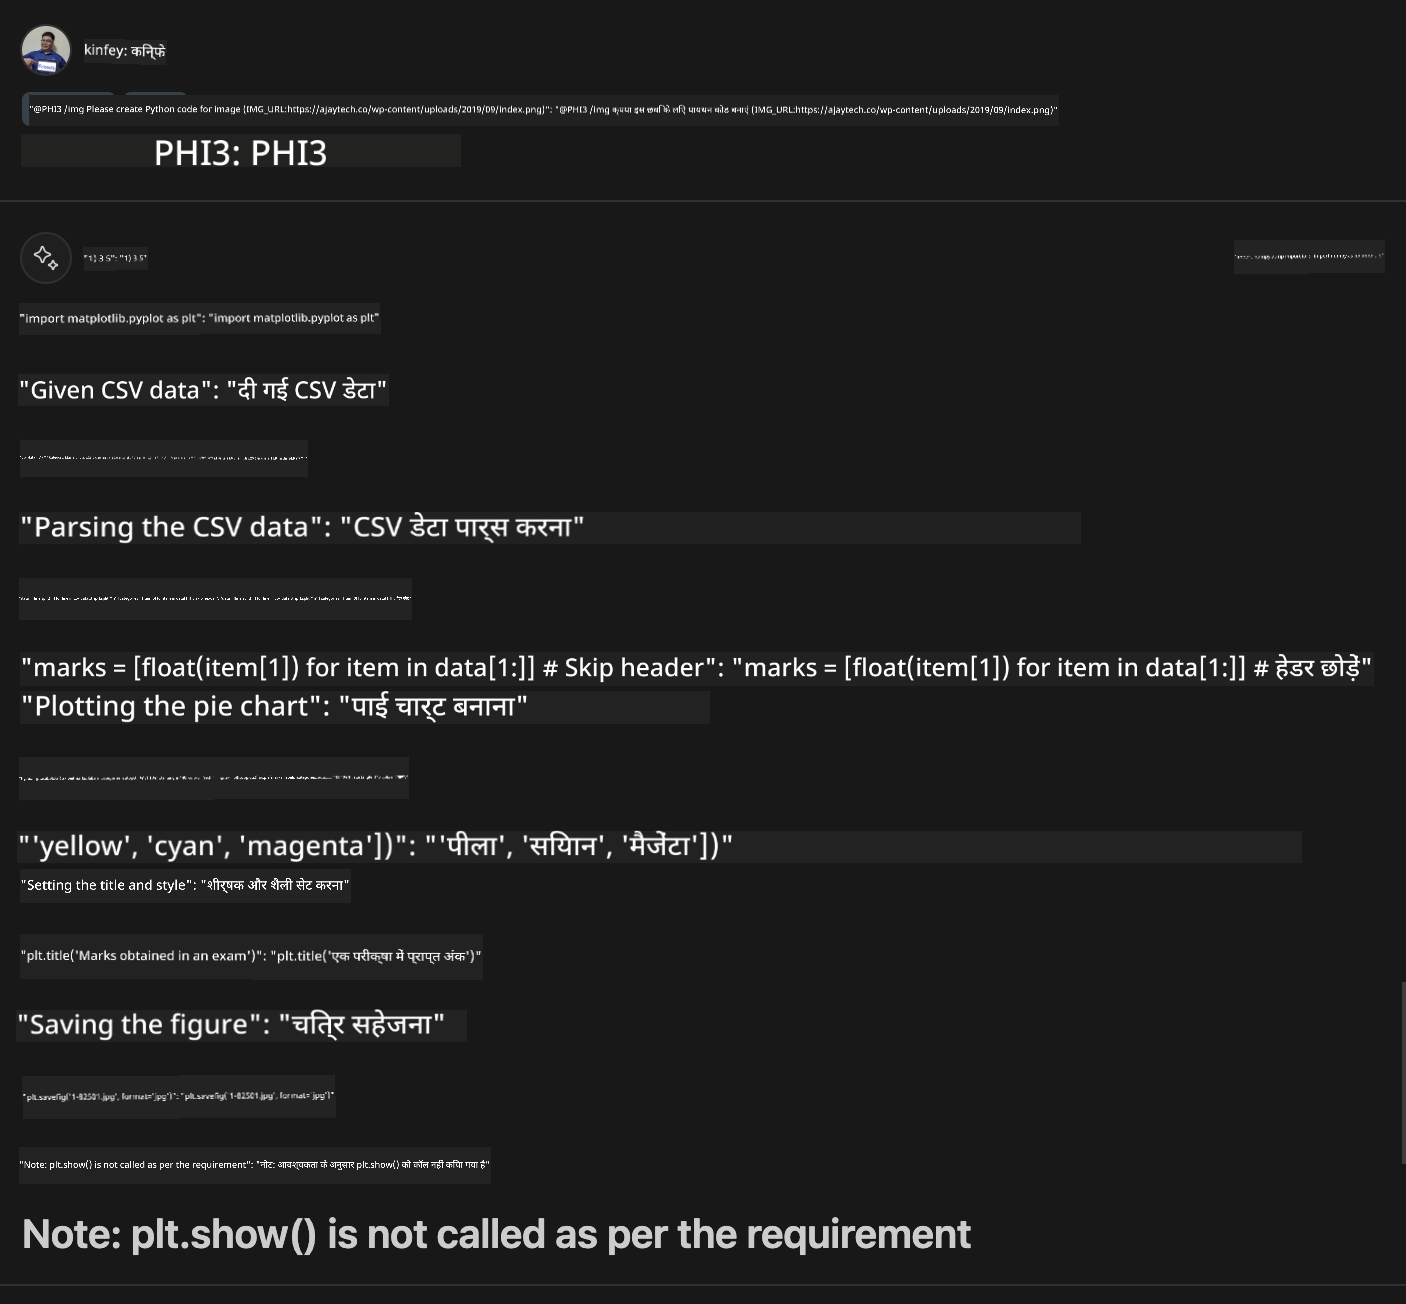 kinfey: किन्फे
"@PHI3 /img Please create Python code for image (IMG_URL:https://ajaytech.co/wp-content/uploads/2019/09/index.png)": "@PHI3 /img कृपया इस छवि के लिए पायथन कोड बनाएं (IMG_URL:https://ajaytech.co/wp-content/uploads/2019/09/index.png)"
PHI3: PHI3
"1) 3 5": "1) 3 5"
"import matplotlib.pyplot as plt": "import matplotlib.pyplot as plt"
"Given CSV data": "दी गई CSV डेटा"
"Parsing the CSV data": "CSV डेटा पार्स करना"
"marks = [float(item[1]) for item in data[1:]] # Skip header": "marks = [float(item[1]) for item in data[1:]] # हेडर छोड़ें"
"Plotting the pie chart": "पाई चार्ट बनाना"
"'yellow', 'cyan', 'magenta'])": "'पीला', 'सियान', 'मैजेंटा'])"
"Setting the title and style": "शीर्षक और शैली सेट करना"
"plt.title('Marks obtained in an exam')": "plt.title('एक परीक्षा में प्राप्त अंक')"
"Saving the figure": "चित्र सहेजना"
"plt.savefig('1-82501.jpg', format='jpg')": "plt.savefig('1-82501.jpg', format='jpg')"
"Note: plt.show() is not called as per the requirement": "नोट: आवश्यकता के अनुसार plt.show() को कॉल नहीं किया गया है"
Note: plt.show() is not called as per the requirement